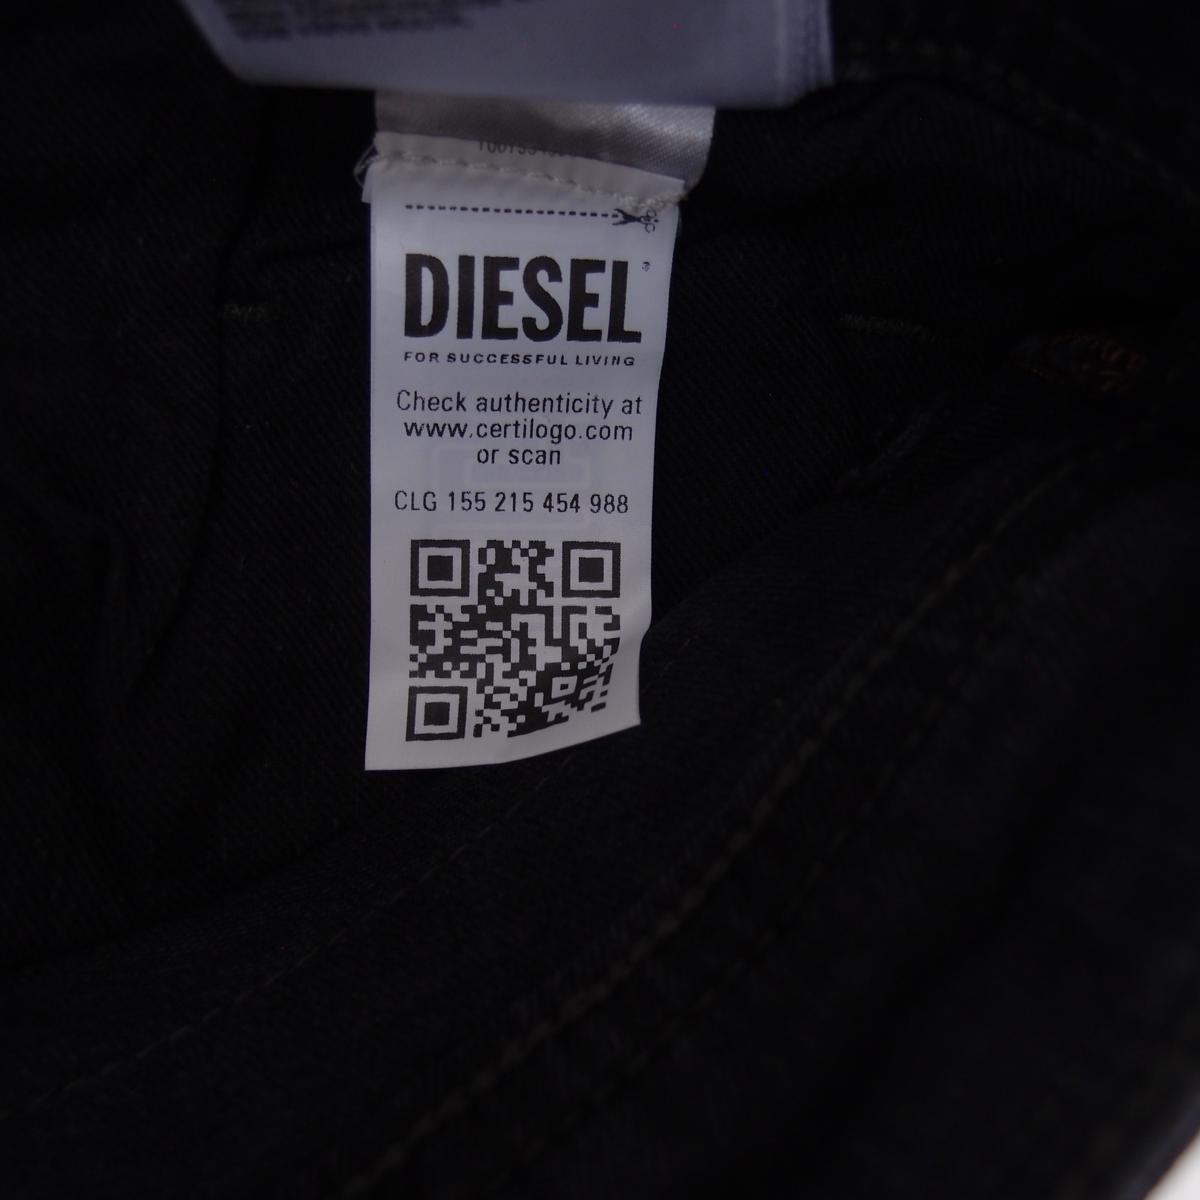 DIESEL
FOR SUCCESSFUL LIVING
Check authenticity at
www.certilogo.com
or scan
CLG 155 215 454 988